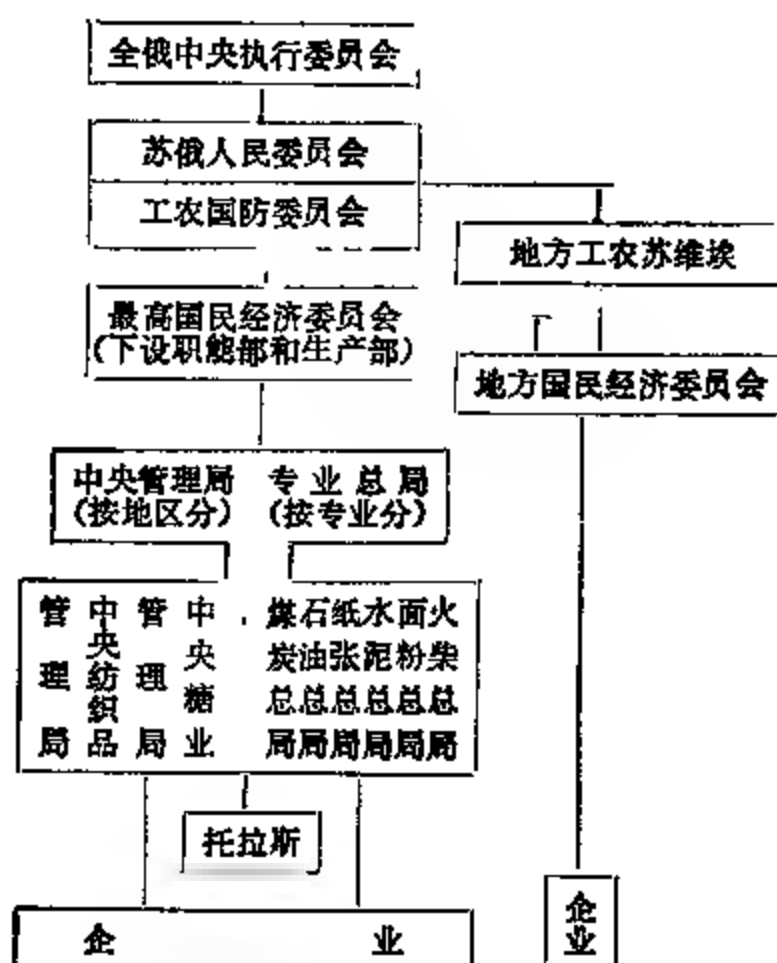 全俄中央执行委员会
苏俄人民委员会
工农国防委员会
地方工农苏维埃
最高国民经济委员会
(下设职能部和生产部)
地方国民经济委员会
中央管理局
(按地区分)
专业总局
(按专业分)
中央糖业
管理局
中央纺织品
管理局
煤炭总局
石油总局
纸张总局
水泥总局
面粉总局
火柴总局
托拉斯
企业
企业